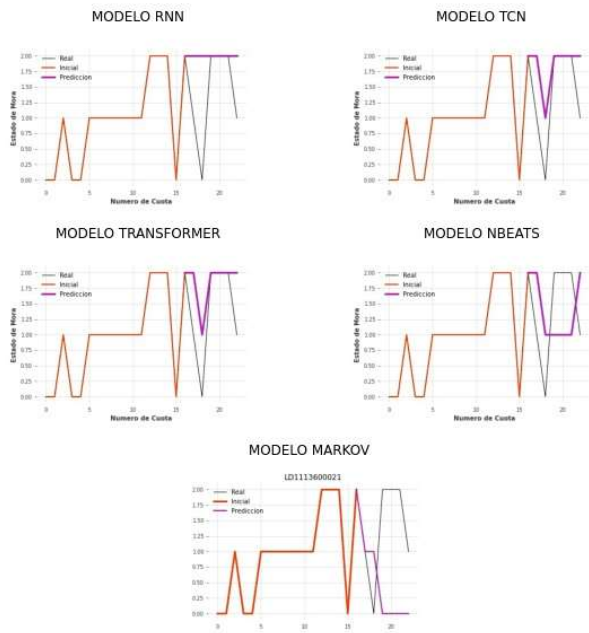 MODELO RNN
MODELO TCN
2.00
1.75
1.50
1.25
1.00
0.75
0.50
0.25
0.00
Estado de Mora
Real
Inicial
Prediccion
0 5 10 15 20
Numero de Cuota
2.00
1.75
1.50
1.25
1.00
0.75
0.50
0.25
0.00
Estado de Mora
Real
Inicial
Prediccion
0 5 10 15 20
Numero de Cuota
MODELO TRANSFORMER
MODELO NBEATS
2.00
1.75
1.50
1.25
1.00
0.75
0.50
0.25
0.00
Estado de Mora
Real
Inicial
Prediccion
0 5 10 15 20
Numero de Cuota
2.00
1.75
1.50
1.25
1.00
0.75
0.50
0.25
0.00
Estado de Mora
Real
Inicial
Prediccion
0 5 10 15 20
Numero de Cuota
MODELO MARKOV
LD1113600021
2.00
1.75
1.50
1.25
1.00
0.75
0.50
0.25
0.00
Real
Inicial
Prediccion
0 5 10 15 20